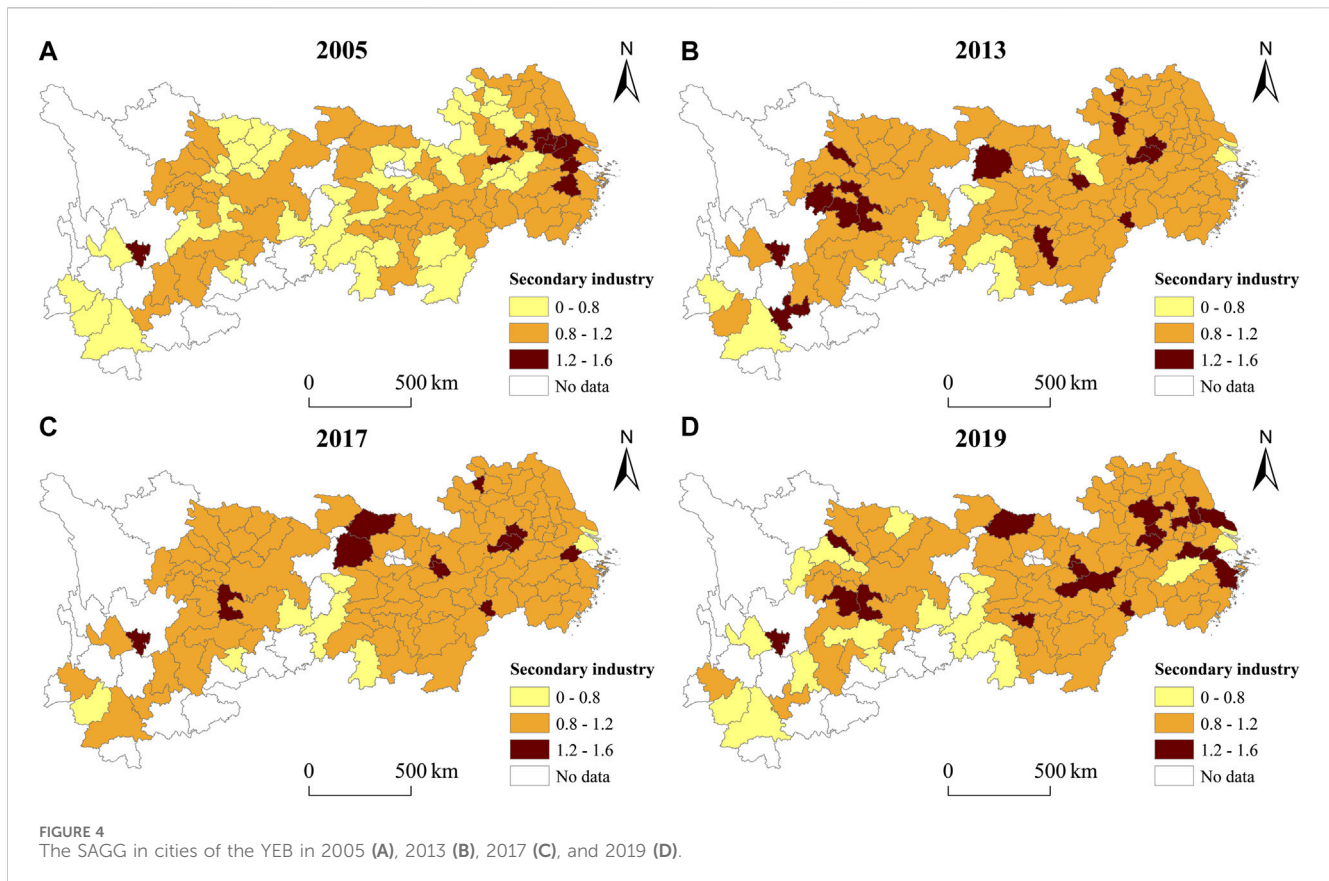 A
2005
N
Secondary industry
0 - 0.8
0.8 - 1.2
1.2 - 1.6
No data
0 500 km
B
2013
N
Secondary industry
0 - 0.8
0.8 - 1.2
1.2 - 1.6
No data
0 500 km
C
2017
N
Secondary industry
0 - 0.8
0.8 - 1.2
1.2 - 1.6
No data
0 500 km
D
2019
N
Secondary industry
0 - 0.8
0.8 - 1.2
1.2 - 1.6
No data
0 500 km
FIGURE 4
The SAGG in cities of the YEB in 2005 (A), 2013 (B), 2017 (C), and 2019 (D).